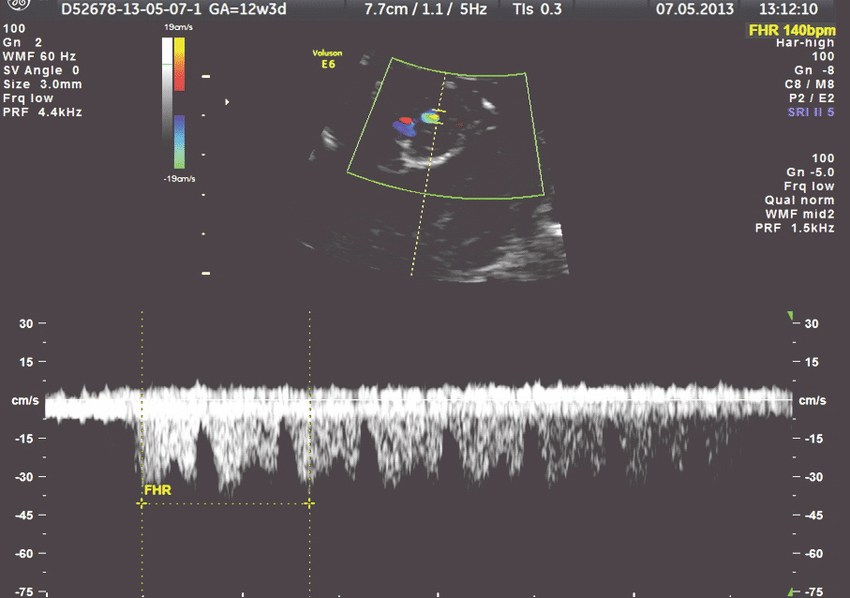 D52678-13-05-07-1 GA=12w3d 7.7cm / 1.1 / 5Hz TIs 0.3 07.05.2013 13:12:10
100
Gn 2
WMF 60 Hz
SV Angle 0
Size 3.0mm
Frq low
PRF 4.4kHz
19cm/s
-19cm/s
Voluson
E6
FHR 140bpm
Har-high
100
Gn -8
C8 / M8
P2 / E2
SRI II 5
100
Gn -5.0
Frq low
Qual norm
WMF mid2
PRF 1.5kHz
30 30
15 15
cm/s cm/s
-15 -15
-30 -30
FHR
-45 -45
-60 -60
-75 -75